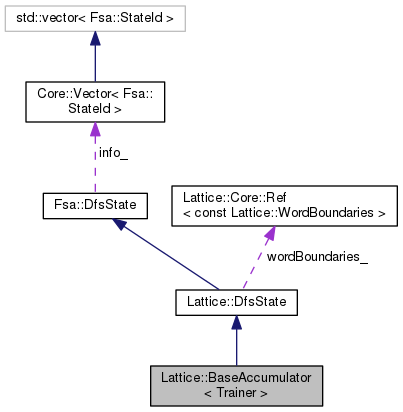 std::vector< Fsa::StateId >
Core::Vector< Fsa::
StateId >
info_
Fsa::DfsState
Lattice::Core::Ref
< const Lattice::WordBoundaries >
wordBoundaries_
Lattice::DfsState
Lattice::BaseAccumulator
< Trainer >